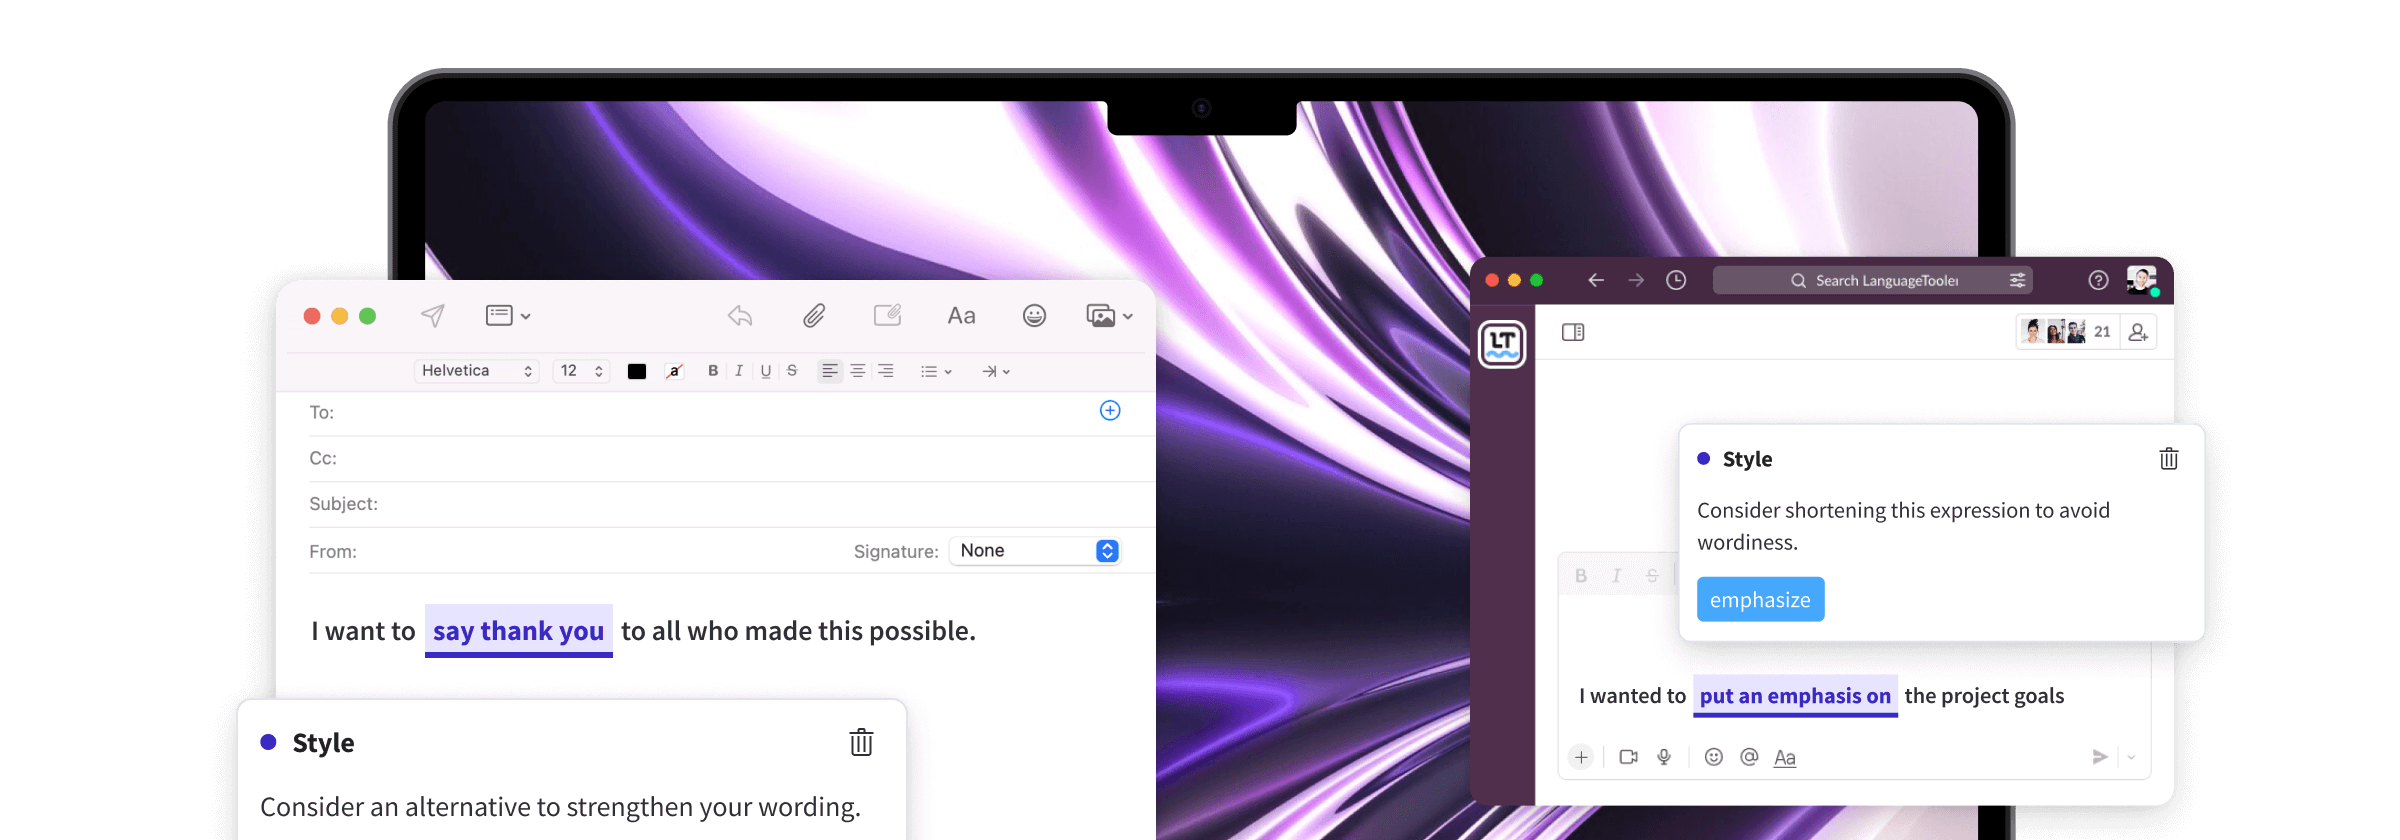 Aa
Helvetica
12
a
B I U S
To:
Cc:
Subject:
From:
Signature: None
I want to say thank you to all who made this possible.
Style
Consider an alternative to strengthen your wording.
Search LanguageTooler
LT
21
Style
Consider shortening this expression to avoid
wordiness.
emphasize
B I S
I wanted to put an emphasis on the project goals
Aa